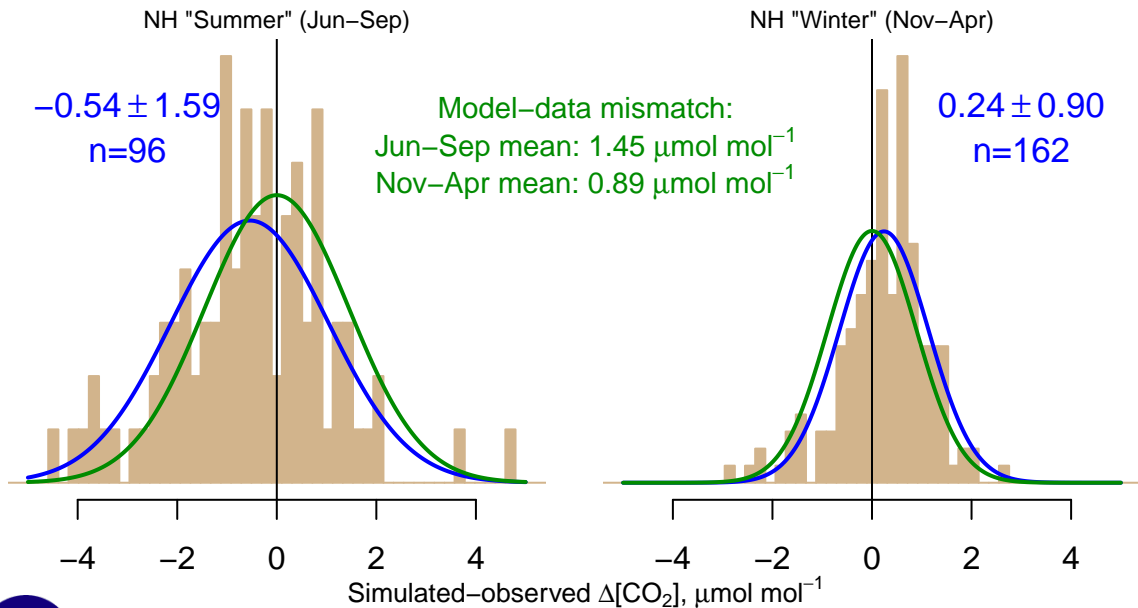 NH "Summer" (Jun−Sep)
−0.54 ± 1.59
n=96
Model−data mismatch:
Jun−Sep mean: 1.45 μmol mol⁻¹
Nov−Apr mean: 0.89 μmol mol⁻¹
NH "Winter" (Nov−Apr)
0.24 ± 0.90
n=162
−4 −2 0 2 4
−4 −2 0 2 4
Simulated−observed Δ[CO₂], μmol mol⁻¹